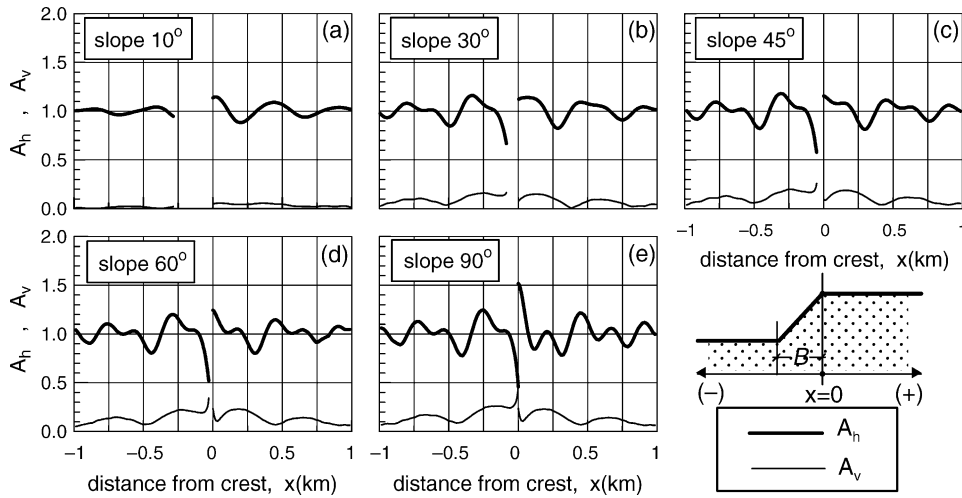 2.0
1.5
1.0
0.5
0.0
A_h , A_v
slope 10°
(a)
slope 30°
(b)
slope 45°
(c)
−1
−0.5
0
0.5
1
distance from crest, x(km)
2.0
1.5
1.0
0.5
0.0
A_h , A_v
slope 60°
(d)
slope 90°
(e)
−1
−0.5
0
0.5
1
−1
−0.5
0
0.5
1
distance from crest, x(km)
distance from crest, x(km)
B
(−)
x=0
(+)
A_h
A_v